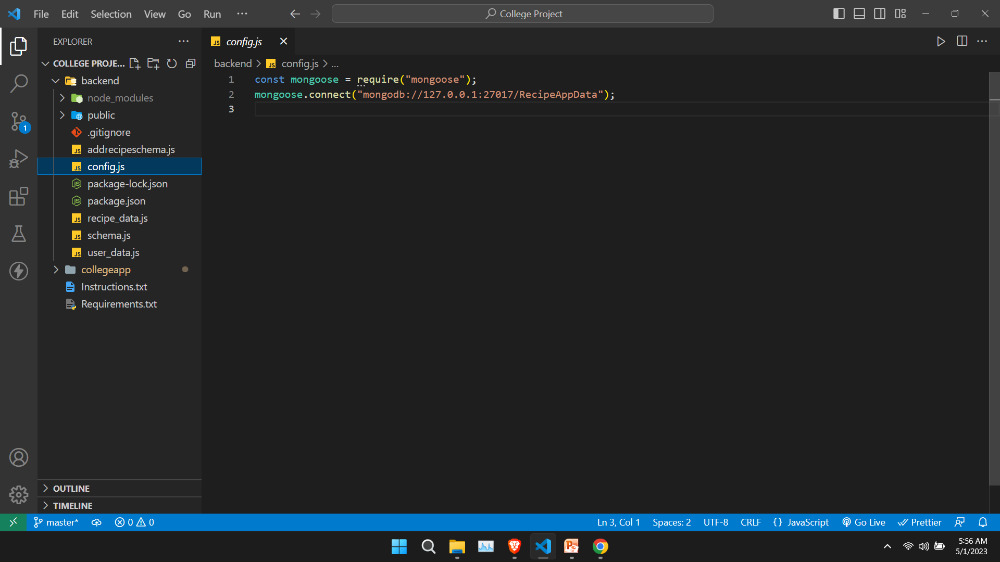 File Edit Selection View Go Run ...
College Project
EXPLORER
COLLEGE PROJE...
backend
node_modules
public
.gitignore
addrecipeschema.js
config.js
package-lock.json
package.json
recipe_data.js
schema.js
user_data.js
collegeapp
Instructions.txt
Requirements.txt
OUTLINE
TIMELINE
config.js
backend > config.js > ...
1 const mongoose = require("mongoose");
2 mongoose.connect("mongodb://127.0.0.1:27017/RecipeAppData");
3
1
master* 0 0 Ln 3, Col 1 Spaces: 2 UTF-8 CRLF {} JavaScript Go Live Prettier
5:56 AM
5/1/2023